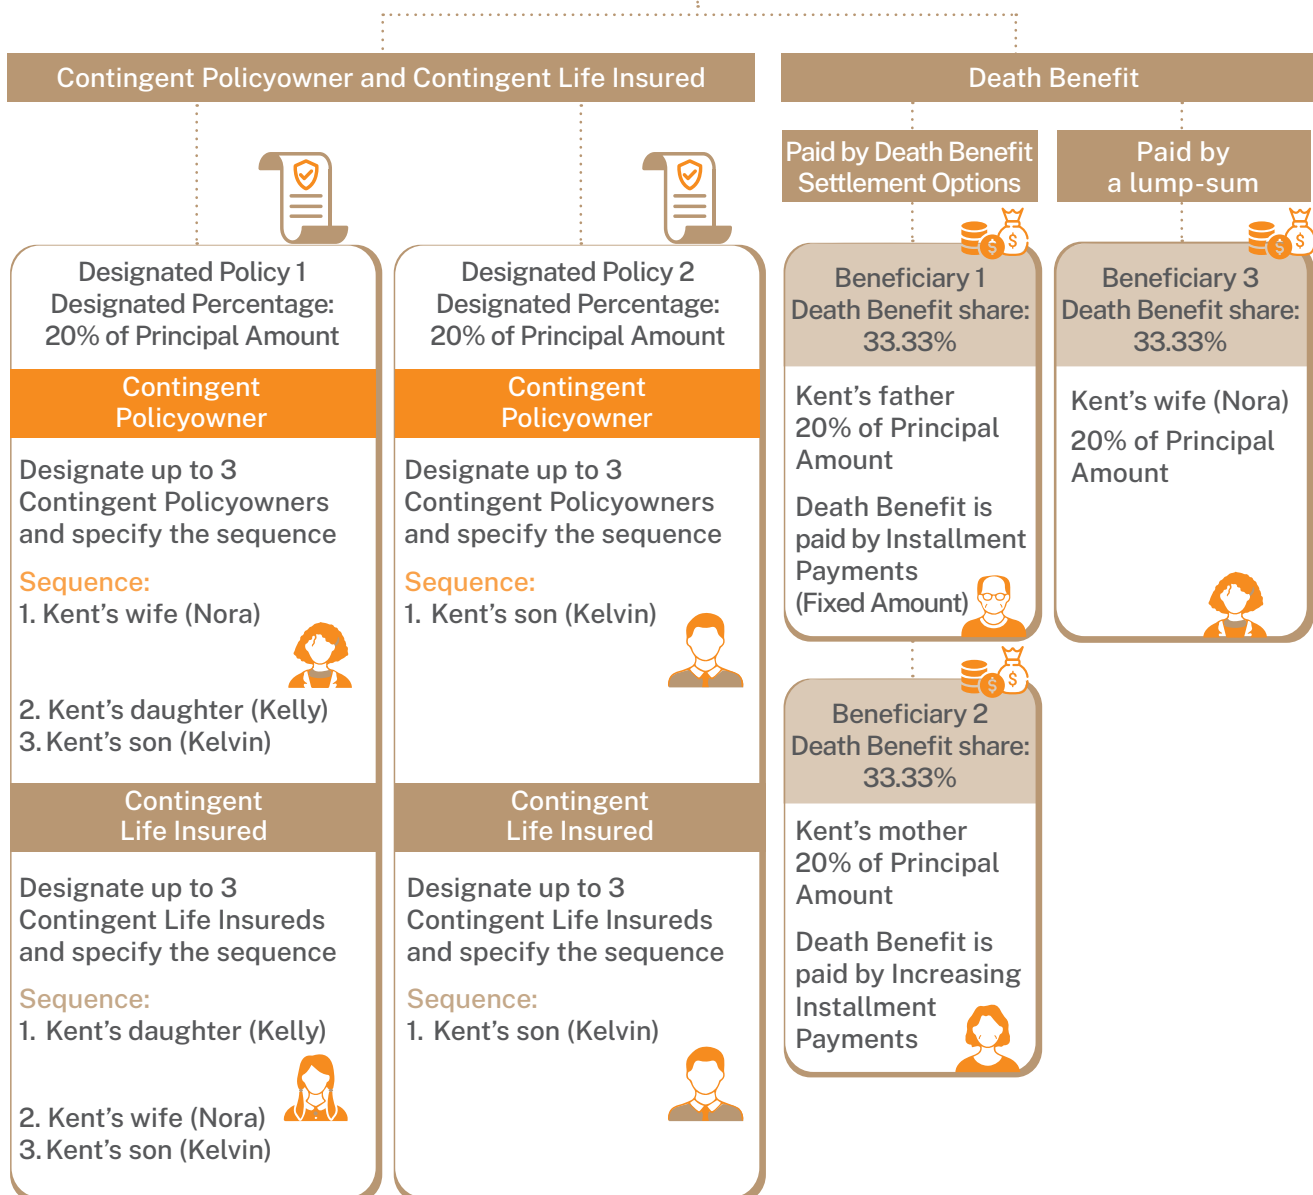 Contingent Policyowner and Contingent Life Insured
Designated Policy 1
Designated Percentage:
20% of Principal Amount
Contingent
Policyowner
Designate up to 3
Contingent Policyowners
and specify the sequence
Sequence:
1. Kent’s wife (Nora)
2. Kent’s daughter (Kelly)
3. Kent’s son (Kelvin)
Contingent
Life Insured
Designate up to 3
Contingent Life Insureds
and specify the sequence
Sequence:
1. Kent’s daughter (Kelly)
2. Kent’s wife (Nora)
3. Kent’s son (Kelvin)
Designated Policy 2
Designated Percentage:
20% of Principal Amount
Contingent
Policyowner
Designate up to 3
Contingent Policyowners
and specify the sequence
Sequence:
1. Kent’s son (Kelvin)
Contingent
Life Insured
Designate up to 3
Contingent Life Insureds
and specify the sequence
Sequence:
1. Kent’s son (Kelvin)
Death Benefit
Paid by Death Benefit
Settlement Options
$ $
Beneficiary 1
Death Benefit share:
33.33%
Kent’s father
20% of Principal
Amount
Death Benefit is
paid by Installment
Payments
(Fixed Amount)
$ $
Beneficiary 2
Death Benefit share:
33.33%
Kent’s mother
20% of Principal
Amount
Death Benefit is
paid by Increasing
Installment
Payments
Paid by
a lump-sum
$ $
Beneficiary 3
Death Benefit share:
33.33%
Kent’s wife (Nora)
20% of Principal
Amount